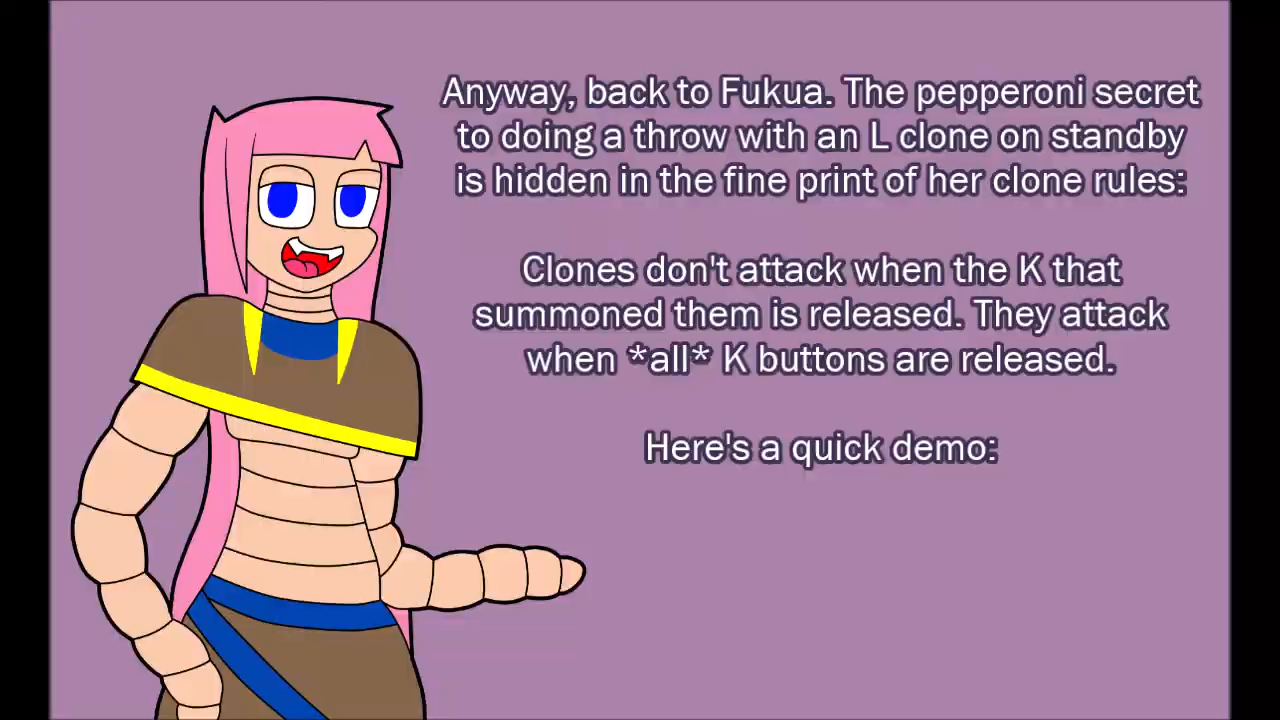 Anyway, back to Fukua. The pepperoni secret
to doing a throw with an L clone on standby
is hidden in the fine print of her clone rules:
Clones don't attack when the K that
summoned them is released. They attack
when *all* K buttons are released.
Here's a quick demo: